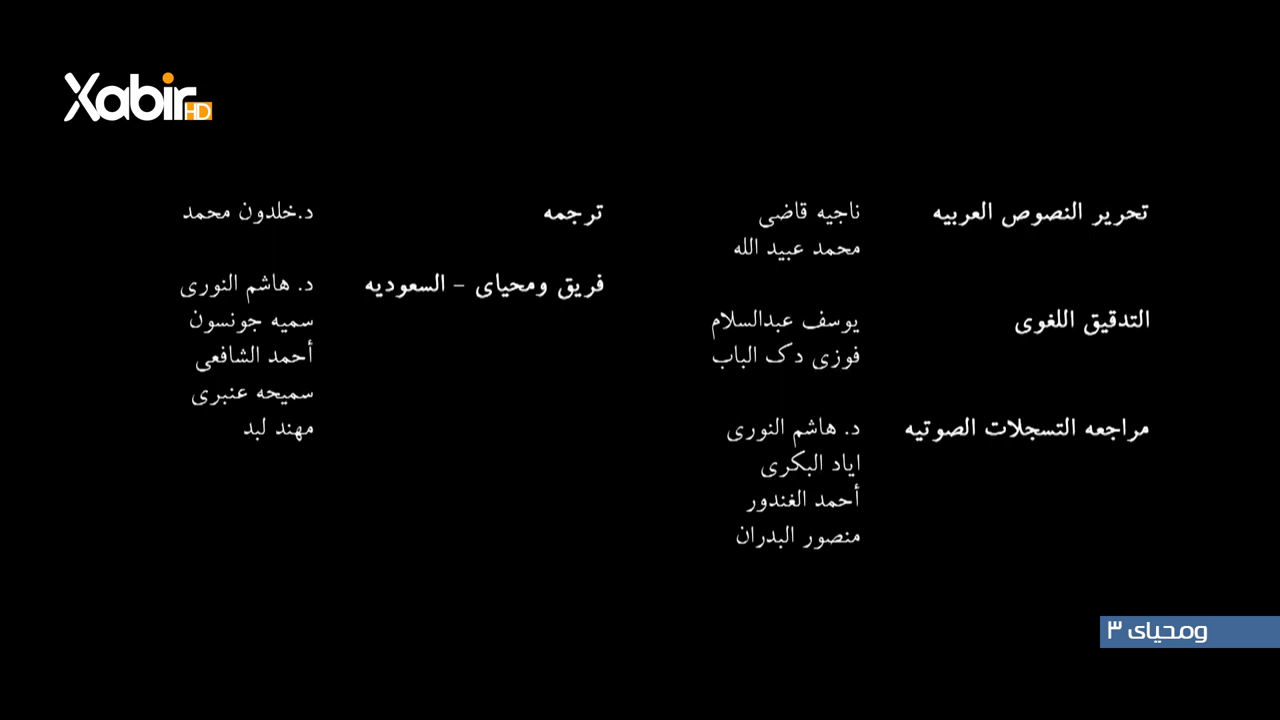 Xabir HD
تحرير النصوص العربيه
ناجيه قاضى
محمد عبيد الله
التدقيق اللغوى
يوسف عبدالسلام
فوزى دك الباب
مراجعه التسجلات الصوتيه
د. هاشم النورى
اياد البكرى
أحمد الغندور
منصور البدران
ترجمه
د.خلدون محمد
فريق ومحياى – السعوديه
د. هاشم النورى
سميه جونسون
أحمد الشافعى
سميحه عنبرى
مهند لبد
ومحياى ٣